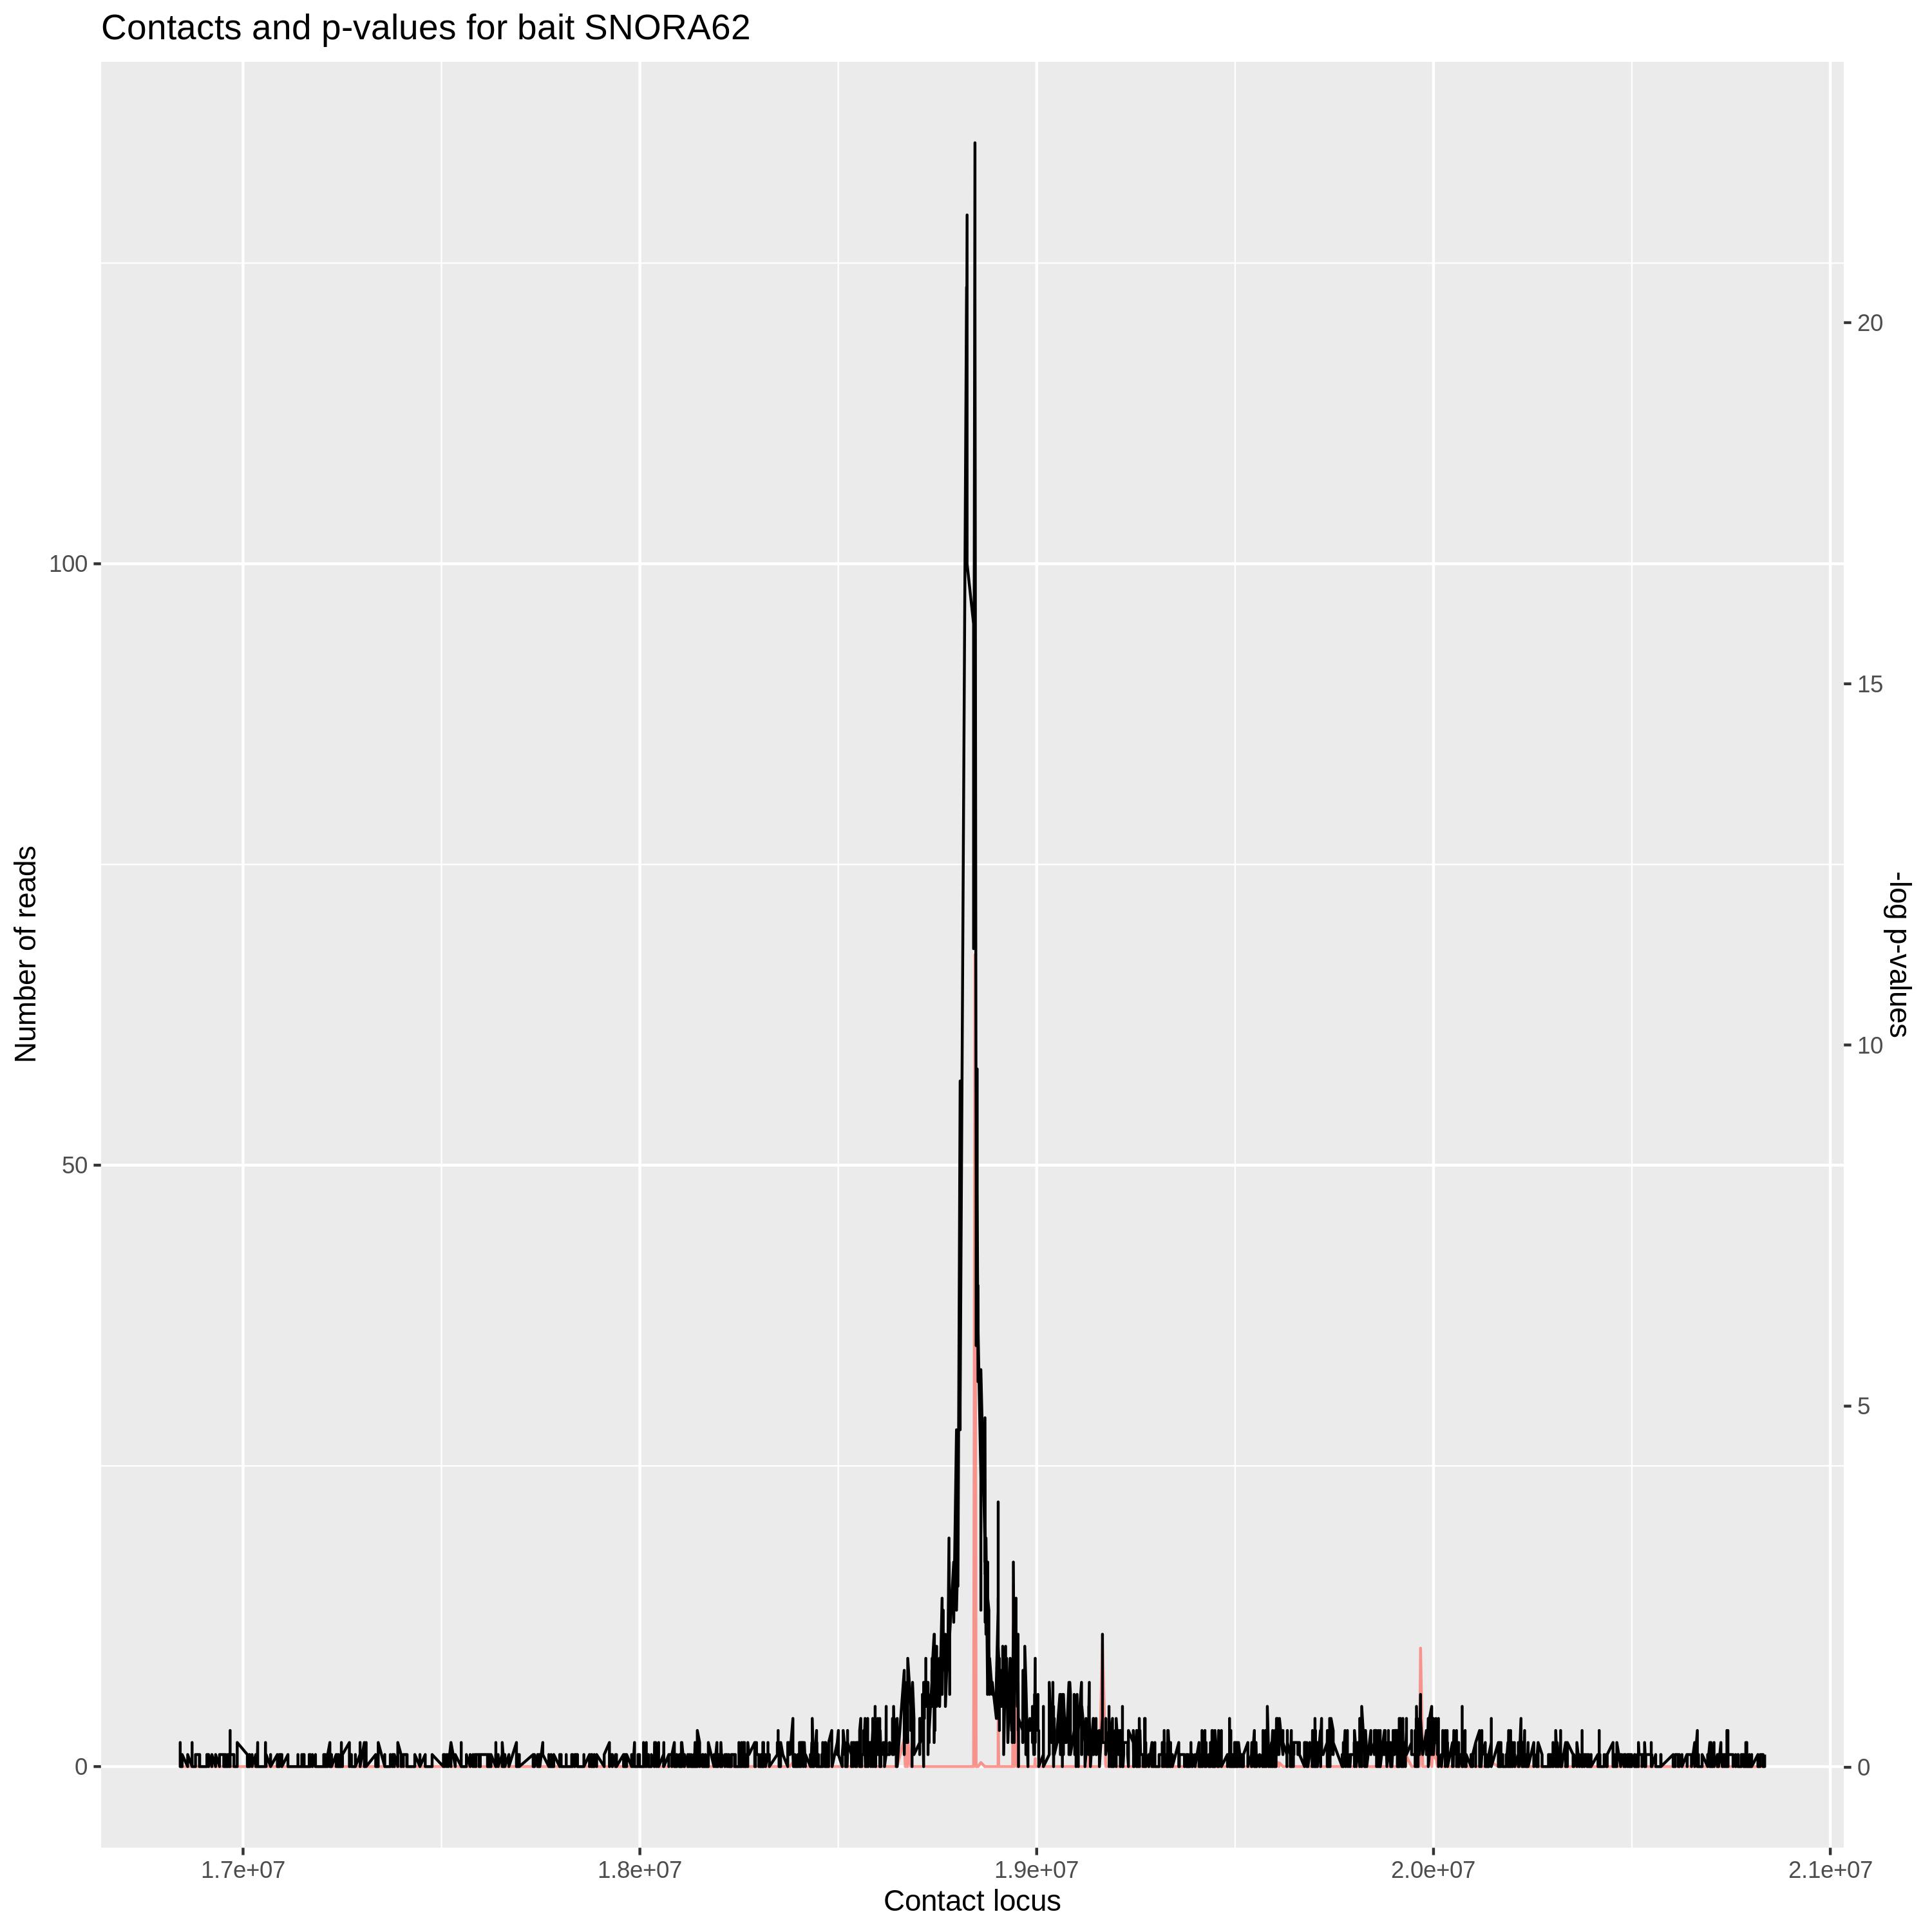 Contacts and p-values for bait SNORA62
20
100
15
Number of reads
-log p-values
10
50
5
0
0
1.7e+07
1.8e+07
1.9e+07
2.0e+07
2.1e+07
Contact locus